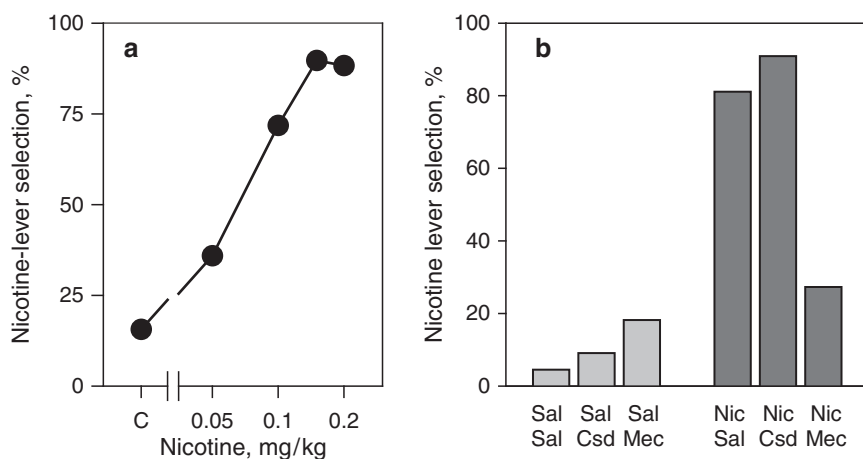 a
100
75
50
25
0
Nicotine-lever selection, %
C 0.05 0.1 0.2
Nicotine, mg/kg
b
100
80
60
40
20
0
Nicotine lever selection, %
Sal Sal Sal Nic Nic Nic
Sal Csd Mec Sal Csd Mec